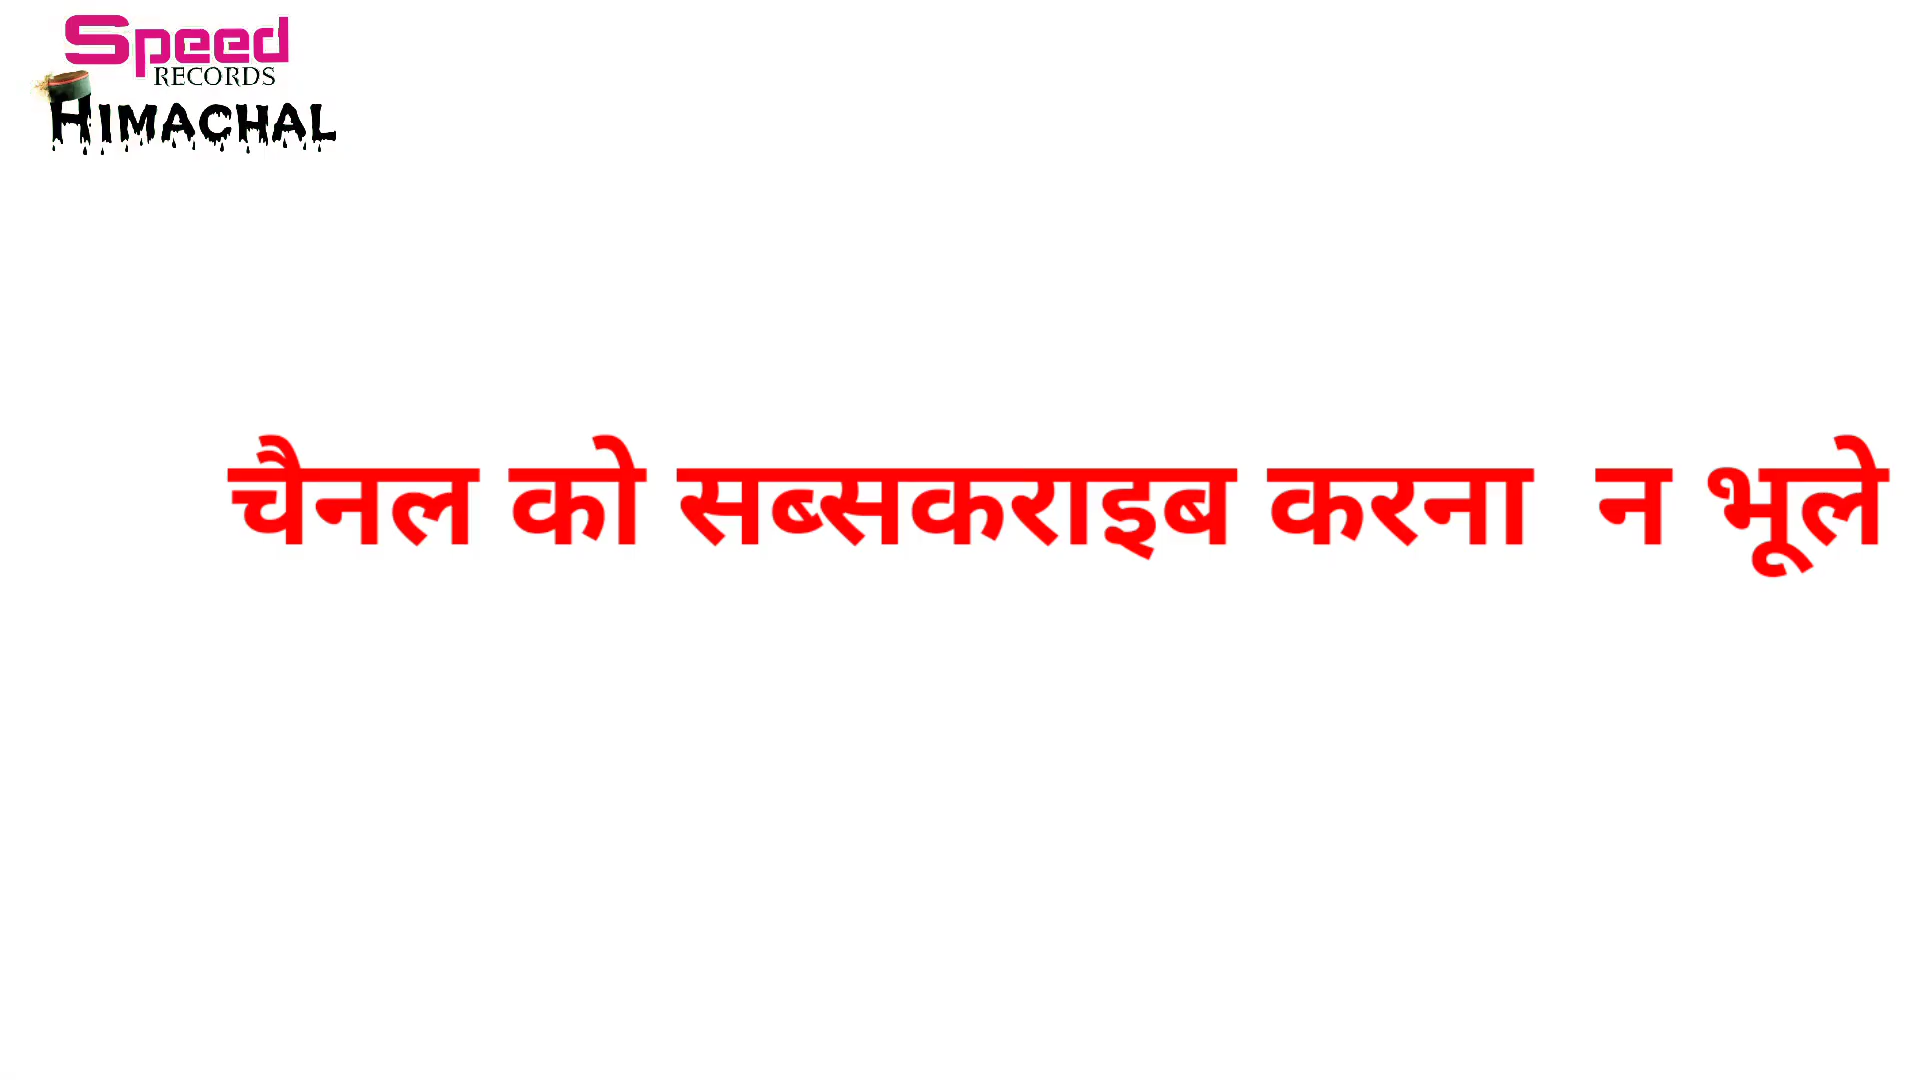 Speed
RECORDS
HIMACHAL
चैनल को सब्सकराइब करना न भूले